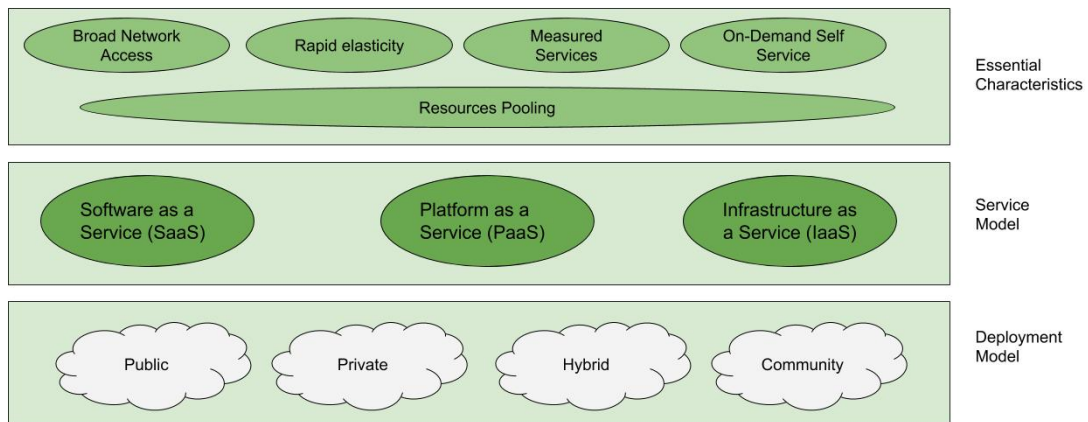 Broad Network
Access
Rapid elasticity
Measured
Services
On-Demand Self
Service
Resources Pooling
Essential
Characteristics
Software as a
Service (SaaS)
Platform as a
Service (PaaS)
Infrastructure as
a Service (IaaS)
Service
Model
Public
Private
Hybrid
Community
Deployment
Model